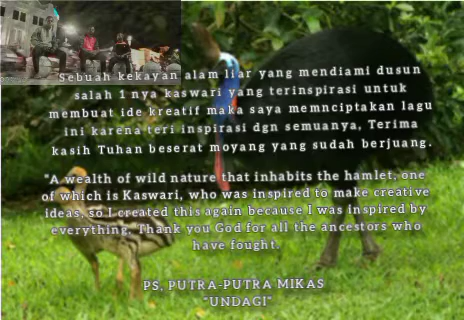 Sebuah kekayan alam liar yang mendiami dusun
salah 1 nya kaswari yang terinspirasi untuk
membuat ide kreatif maka saya memnciptakan lagu
ini karena teri inspirasi dgn semuanya, Terima
kasih Tuhan beserat moyang yang sudah berjuang.
"A wealth of wild nature that inhabits the hamlet, one
of which is Kaswari, who was inspired to make creative
ideas, so I created this again because I was inspired by
everything, Thank you God for all the ancestors who
have fought.
PS, PUTRA-PUTRA MIKAS
"UNDAGI"